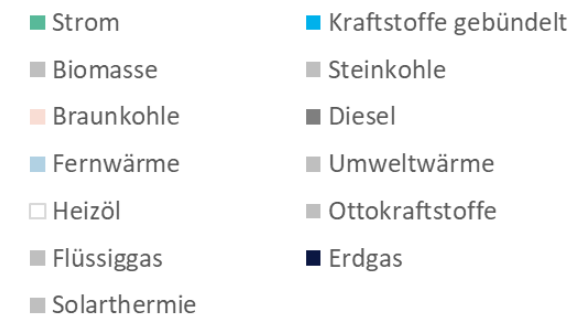 Strom
Biomasse
Braunkohle
Fernwärme
Heizöl
Flüssiggas
Solarthermie
Kraftstoffe gebündelt
Steinkohle
Diesel
Umweltwärme
Ottokraftstoffe
Erdgas